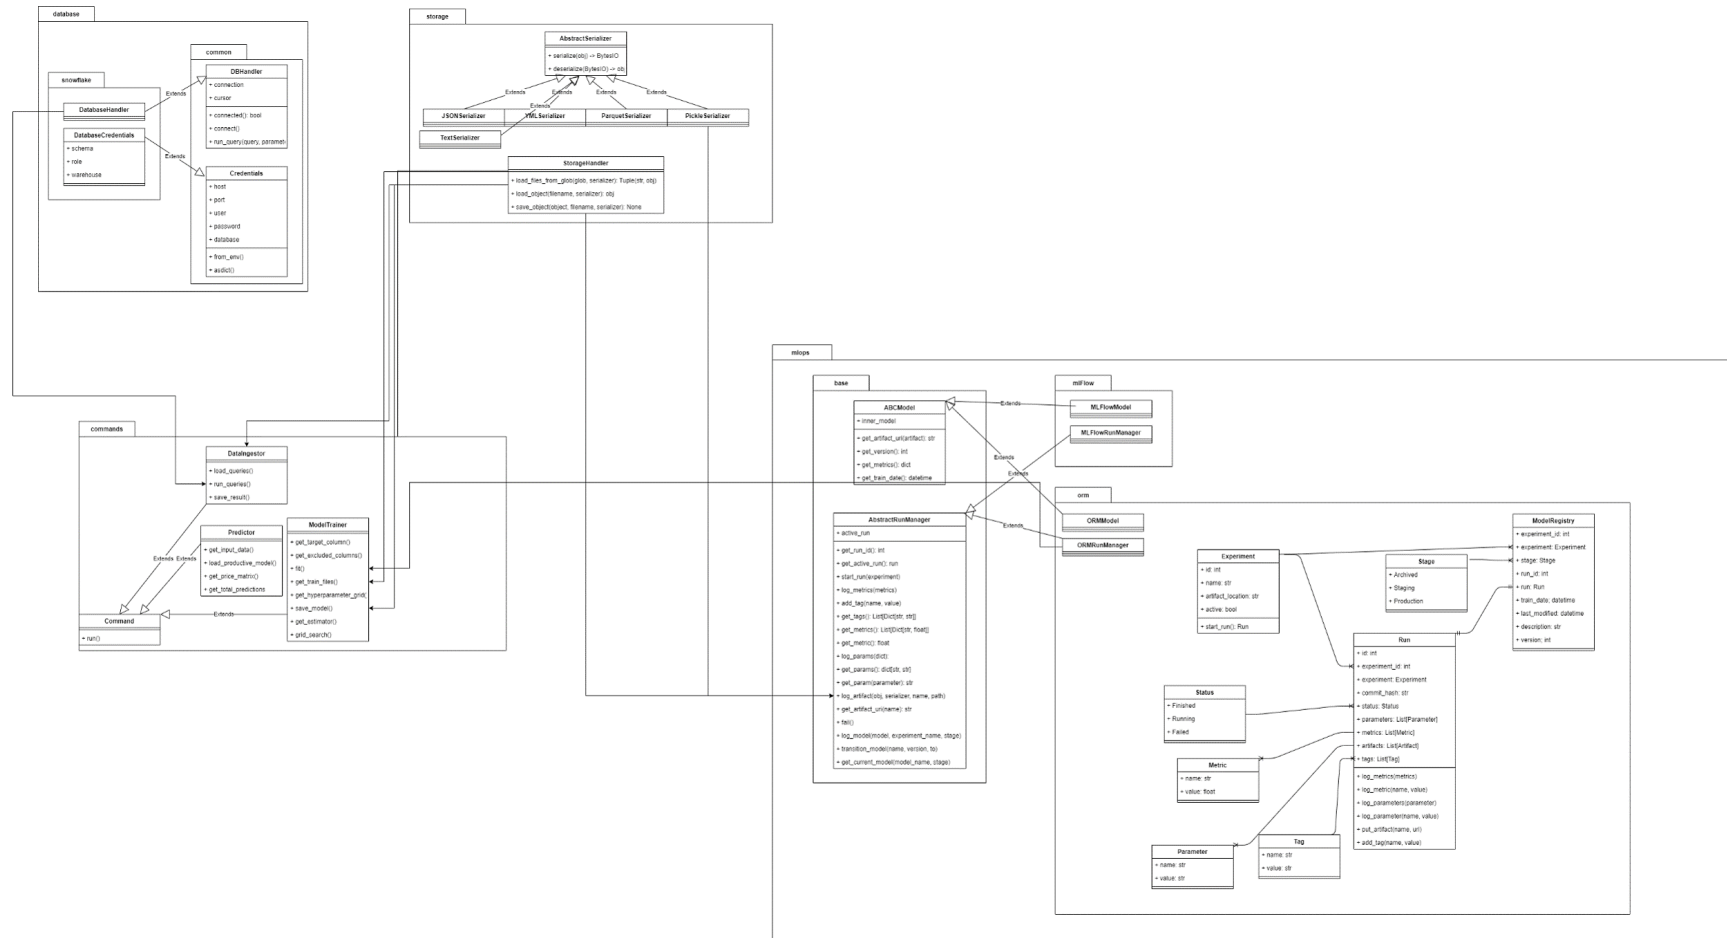 database
common
snowflake
DBHandler
+ connection
+ cursor
+ connected(): bool
+ connect()
+ run_query(query, paramet
DatabaseHandler
Extends
DatabaseCredentials
+ schema
+ role
+ warehouse
Extends
Credentials
+ host
+ port
+ user
+ password
+ database
+ from_env()
+ asdict()
storage
AbstractSerializer
+ serialize(obj) -> BytesIO
+ deserialize(BytesIO) -> obj
Extends
Extends
Extends
Extends
Extends
JSONSerializer
YMLSerializer
ParquetSerializer
PickleSerializer
TextSerializer
StorageHandler
+ load_files_from_glob(glob, serializer): Tuple(str, obj)
+ load_object(filename, serializer): obj
+ save_object(object, filename, serializer): None
commands
DataIngestor
+ load_queries()
+ run_queries()
+ save_result()
Predictor
+ get_input_data()
+ load_productive_model()
+ get_price_matrix()
+ get_total_predictions
ModelTrainer
+ get_target_column()
+ get_excluded_columns()
+ fit()
+ get_train_files()
+ get_hyperparameter_grid(
+ save_model()
+ get_estimator()
+ grid_search()
Extends
Extends
Extends
Command
+ run()
mlops
base
ABCModel
+ inner_model
+ get_artifact_uri(artifact): str
+ get_version(): int
+ get_metrics(): dict
+ get_train_date(): datetime
AbstractRunManager
+ active_run
+ get_run_id(): int
+ get_active_run(): run
+ start_run(experiment)
+ log_metrics(metrics)
+ add_tag(name, value)
+ get_tags(): List[Dict[str, str]]
+ get_metrics(): List[Dict[str, float]]
+ get_metric(): float
+ log_params(dict):
+ get_params(): dict[str, str]
+ get_param(parameter): str
+ log_artifact(obj, serializer, name, path)
+ get_artifact_uri(name): str
+ fail()
+ log_model(model, experiment_name, stage)
+ transition_model(name, version, to)
+ get_current_model(model_name, stage)
mlFlow
MLFlowModel
MLFlowRunManager
Extends
Extends
Extends
Extends
orm
ORMModel
ORMRunManager
Experiment
+ id: int
+ name: str
+ artifact_location: str
+ active: bool
+ start_run(): Run
Stage
+ Archived
+ Staging
+ Production
ModelRegistry
+ experiment_id: int
+ experiment: Experiment
+ stage: Stage
+ run_id: int
+ run: Run
+ train_date: datetime
+ last_modified: datetime
+ description: str
+ version: int
Run
+ id: int
+ experiment_id: int
+ experiment: Experiment
+ commit_hash: str
+ status: Status
+ parameters: List[Parameter]
+ metrics: List[Metric]
+ artifacts: List[Artifact]
+ tags: List[Tag]
+ log_metrics(metrics)
+ log_metric(name, value)
+ log_parameters(parameter)
+ log_parameter(name, value)
+ put_artifact(name, uri)
+ add_tag(name, value)
Status
+ Finished
+ Running
+ Failed
Metric
+ name: str
+ value: float
Parameter
+ name: str
+ value: str
Tag
+ name: str
+ value: str